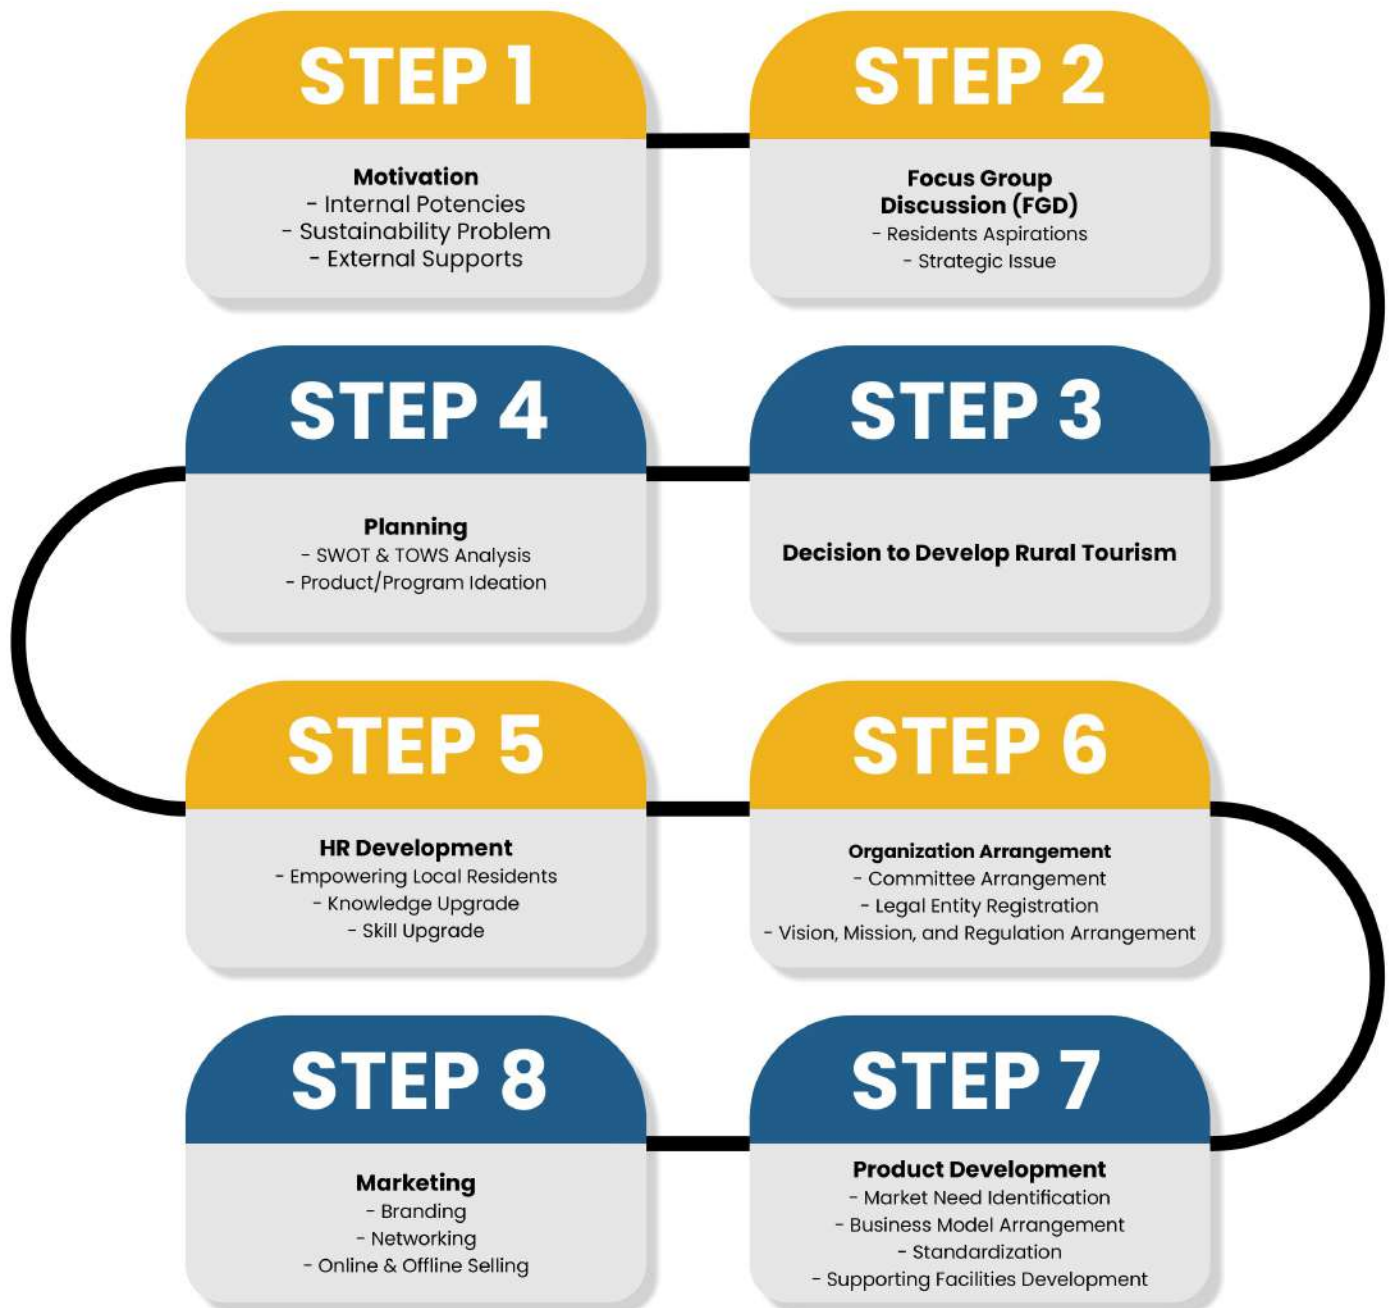 STEP 1
Motivation
- Internal Potencies
- Sustainability Problem
- External Supports
STEP 2
Focus Group
Discussion (FGD)
- Residents Aspirations
- Strategic Issue
STEP 3
Decision to Develop Rural Tourism
STEP 4
Planning
- SWOT & TOWS Analysis
- Product/Program Ideation
STEP 5
HR Development
- Empowering Local Residents
- Knowledge Upgrade
- Skill Upgrade
STEP 6
Organization Arrangement
- Committee Arrangement
- Legal Entity Registration
- Vision, Mission, and Regulation Arrangement
STEP 7
Product Development
- Market Need Identification
- Business Model Arrangement
- Standardization
- Supporting Facilities Development
STEP 8
Marketing
- Branding
- Networking
- Online & Offline Selling